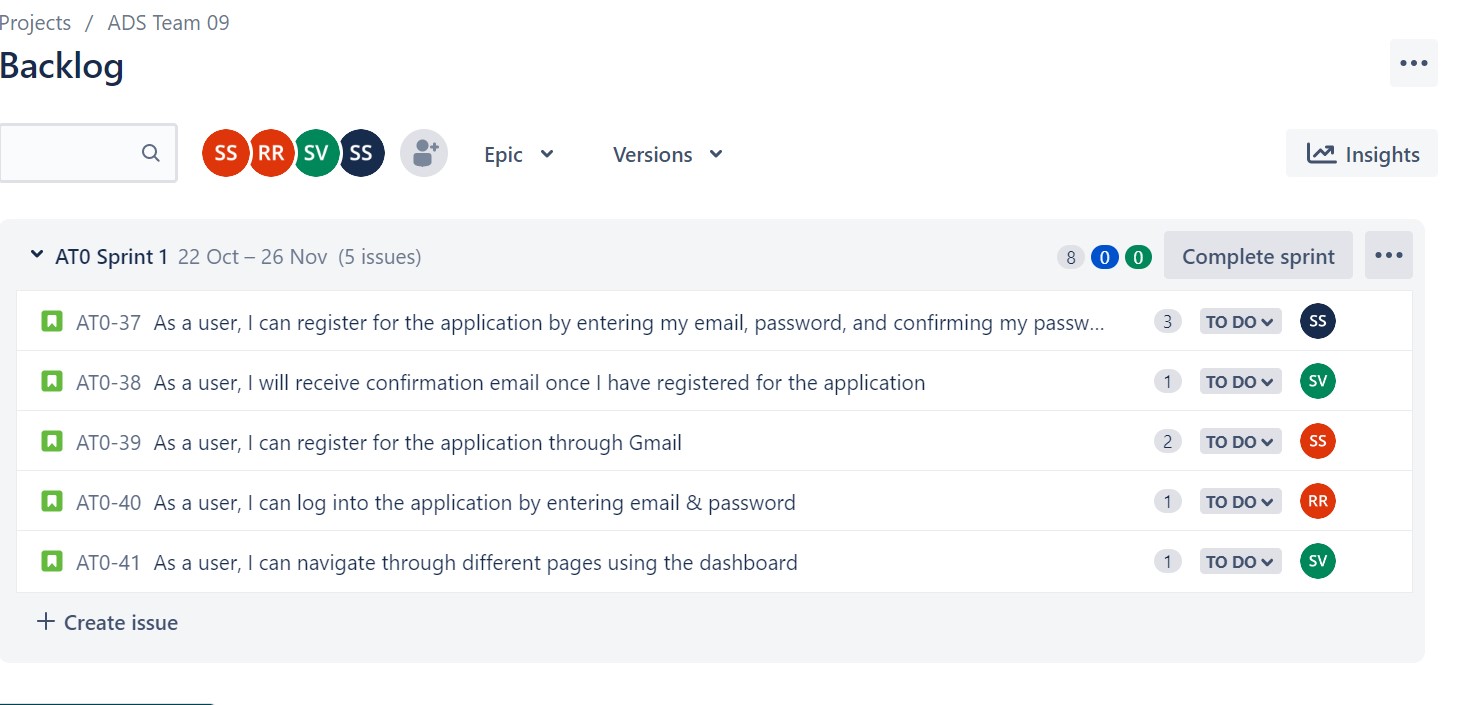 Projects / ADS Team 09
Backlog
SS RR SV SS Epic Versions Insights
AT0 Sprint 1 22 Oct – 26 Nov (5 issues) 8 0 0 Complete sprint
AT0-37 As a user, I can register for the application by entering my email, password, and confirming my passw... 3 TO DO SS
AT0-38 As a user, I will receive confirmation email once I have registered for the application 1 TO DO SV
AT0-39 As a user, I can register for the application through Gmail 2 TO DO SS
AT0-40 As a user, I can log into the application by entering email & password 1 TO DO RR
AT0-41 As a user, I can navigate through different pages using the dashboard 1 TO DO SV
+ Create issue